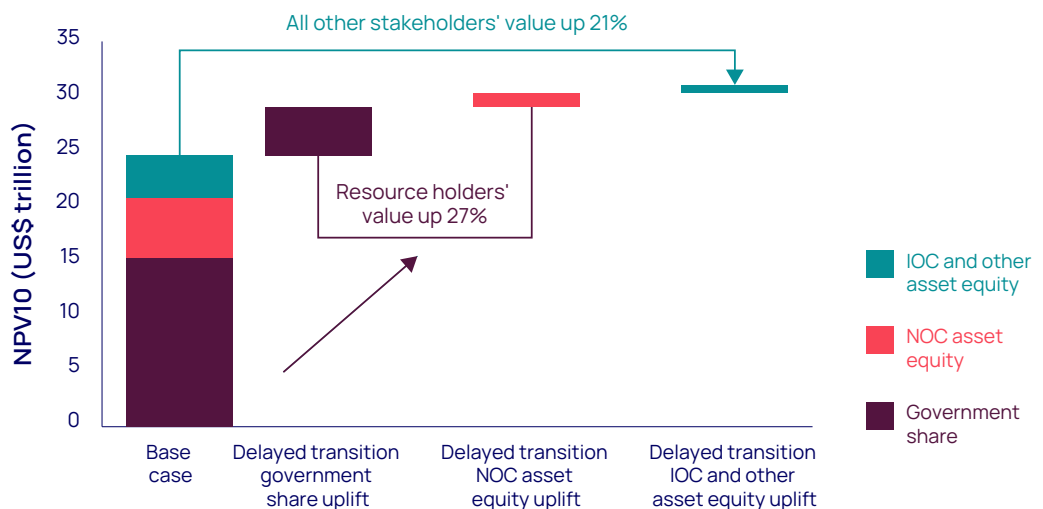 All other stakeholders' value up 21%
NPV10 (US$ trillion)
35
30
25
20
15
10
5
0
Resource holders'
value up 27%
IOC and other
asset equity
NOC asset
equity
Government
share
Base
case
Delayed transition
government
share uplift
Delayed transition
NOC asset
equity uplift
Delayed transition
IOC and other
asset equity uplift